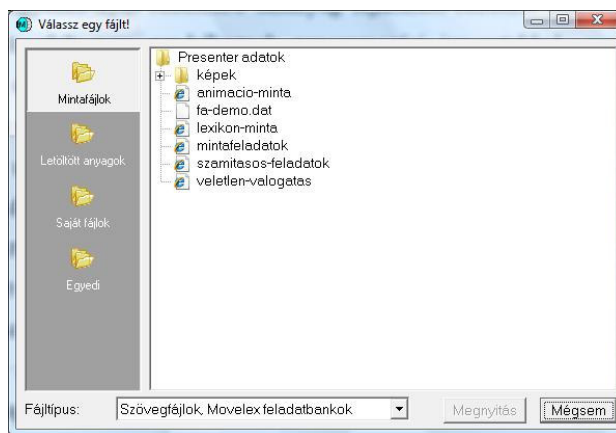 Válassz egy fájlt!
Mintafájlok
Letöltött anyagok
Saját fájlok
Egyedi
Presenter adatok
képek
animacio-minta
fa-demo.dat
lexikon-minta
mintafeladatok
szamitasos-feladatok
veletlen-valogatas
Fájltípus: Szövegfájlok, Movelex feladatbankok Megnyitás Mégsem